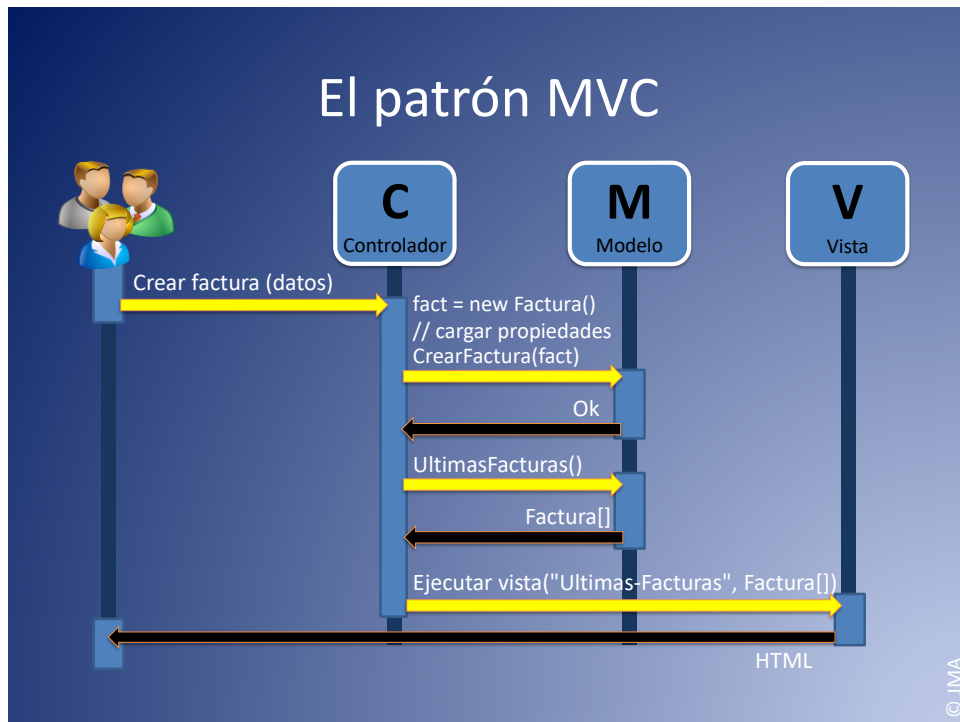 El patrón MVC
C
Controlador
M
Modelo
V
Vista
Crear factura (datos)
fact = new Factura()
// cargar propiedades
CrearFactura(fact)
Ok
UltimasFacturas()
Factura[]
Ejecutar vista("Ultimas-Facturas", Factura[])
HTML
© JMA